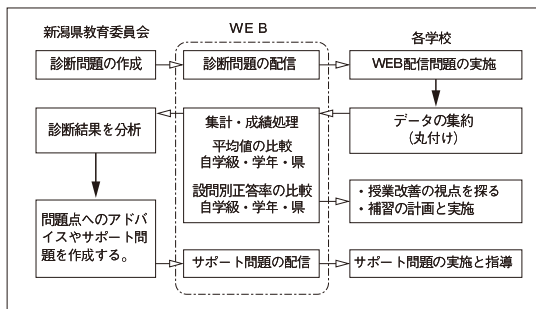 新潟県教育委員会
WEB
各学校
診断問題の作成
診断問題の配信
WEB配信問題の実施
診断結果を分析
集計・成績処理
平均値の比較
自学級・学年・県
設問別正答率の比較
自学級・学年・県
データの集約
(丸付け)
・授業改善の視点を探る
・補習の計画と実施
問題点へのアドバ
イスやサポート問
題を作成する。
サポート問題の配信
サポート問題の実施と指導